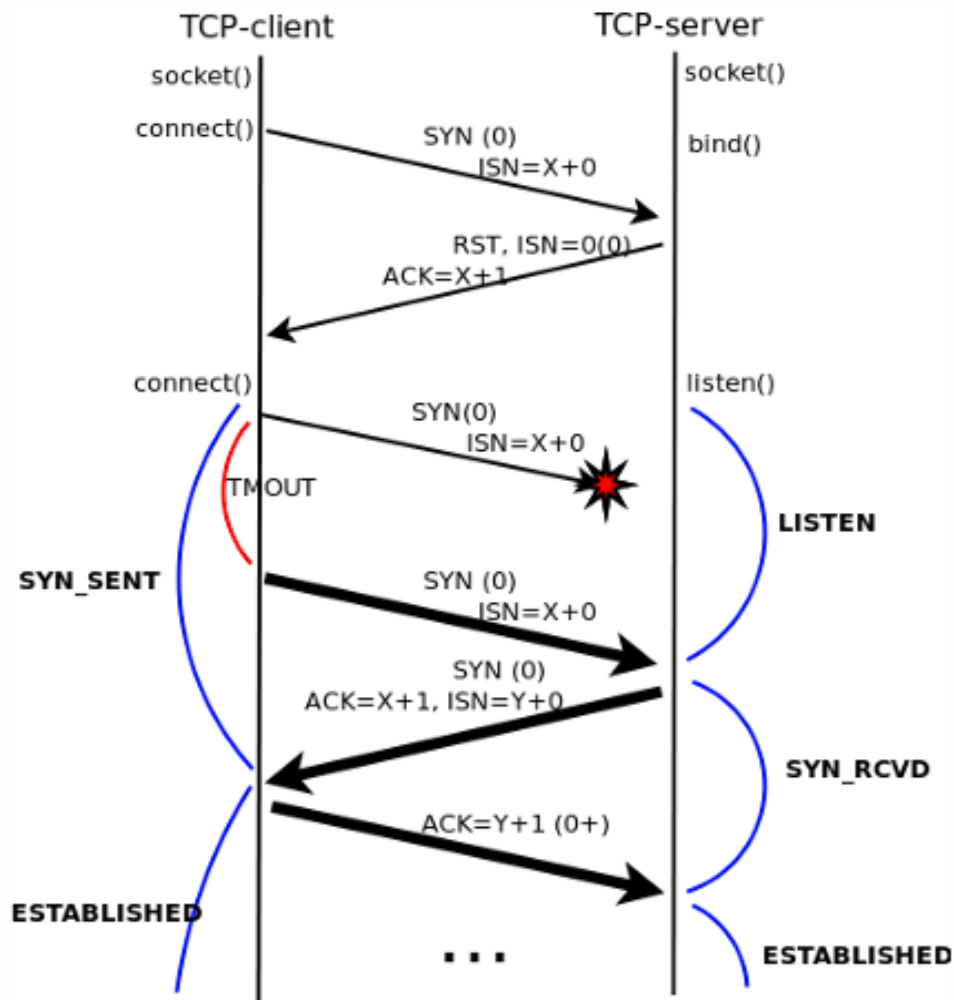 TCP-client
TCP-server
socket()
socket()
connect()
SYN (0)
bind()
ISN=X+0
RST, ISN=0(0)
ACK=X+1
connect()
listen()
SYN(0)
ISN=X+0
TMOUT
LISTEN
SYN_SENT
SYN (0)
ISN=X+0
SYN (0)
ACK=X+1, ISN=Y+0
SYN_RCVD
ACK=Y+1 (0+)
ESTABLISHED
...
ESTABLISHED